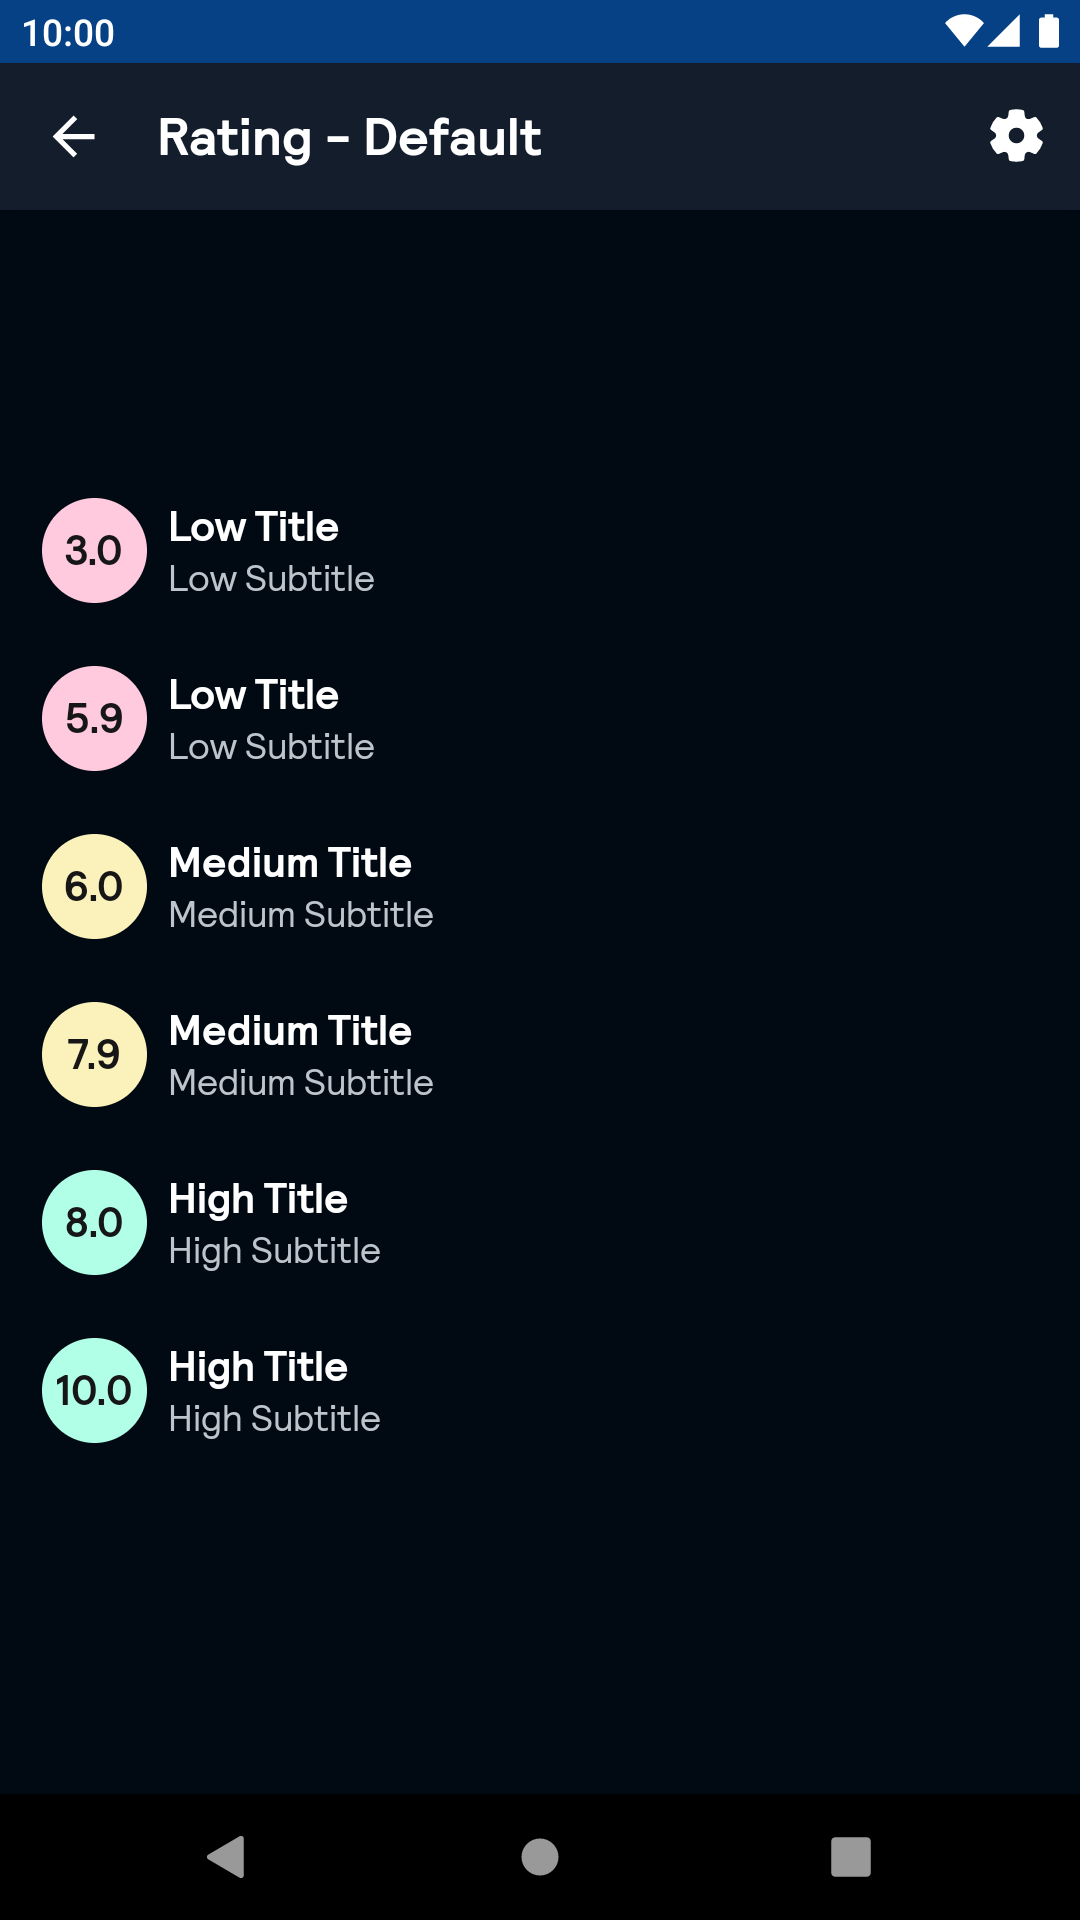 10:00
Rating - Default
3.0
Low Title
Low Subtitle
5.9
Low Title
Low Subtitle
6.0
Medium Title
Medium Subtitle
7.9
Medium Title
Medium Subtitle
8.0
High Title
High Subtitle
10.0
High Title
High Subtitle